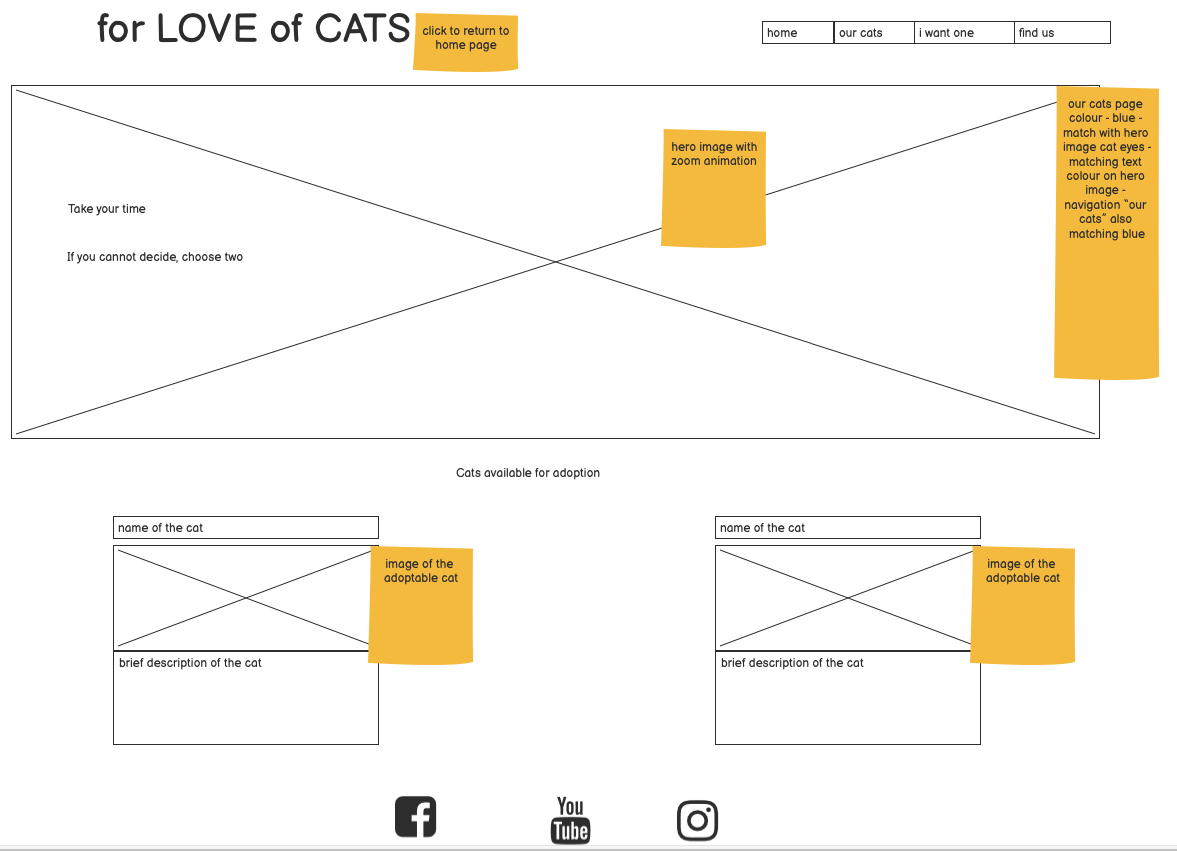 for LOVE of CATS
click to return to
home page
home
our cats
i want one
find us
our cats page
colour - blue -
match with hero
image cat eyes -
matching text
colour on hero
image -
navigation “our
cats” also
matching blue
hero image with
zoom animation
Take your time
If you cannot decide, choose two
Cats available for adoption
name of the cat
image of the
adoptable cat
brief description of the cat
name of the cat
image of the
adoptable cat
brief description of the cat
You
Tube